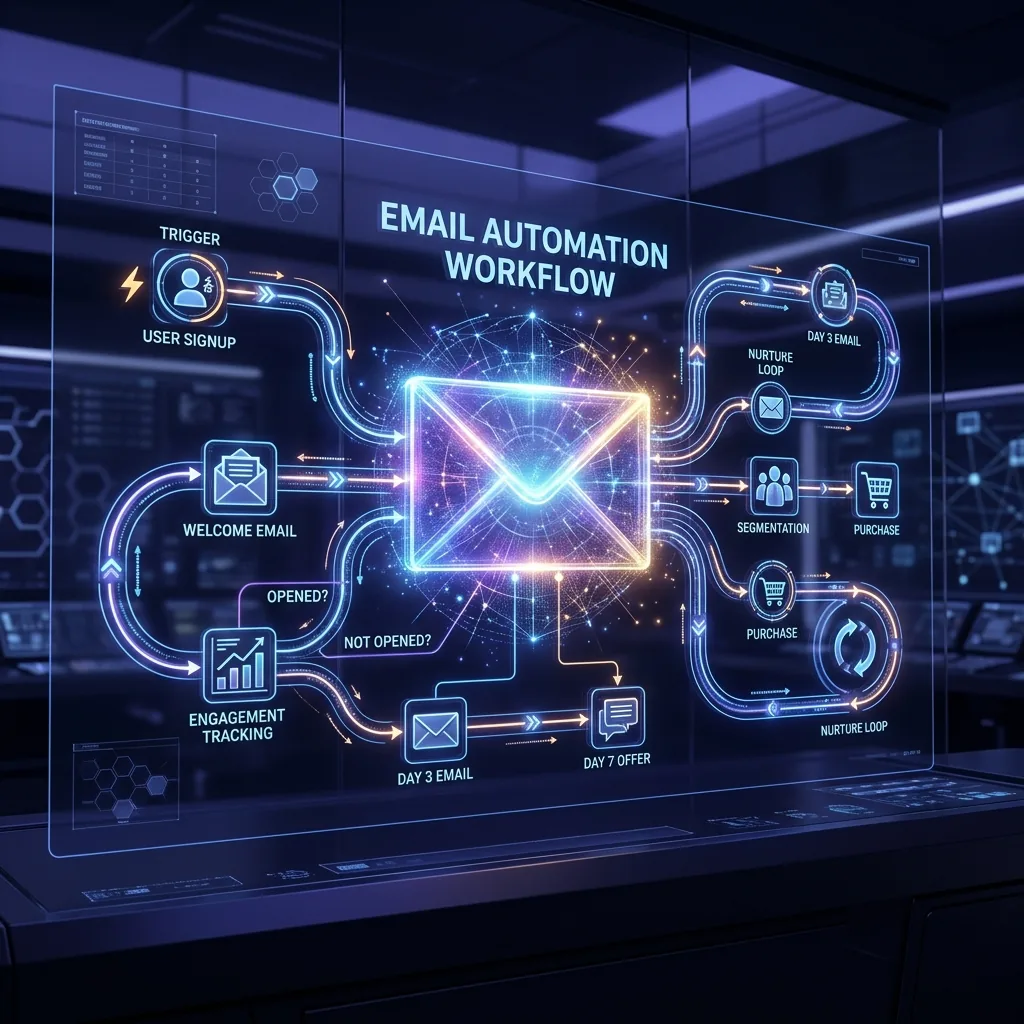 EMAIL AUTOMATION
WORKFLOW
TRIGGER
USER SIGNUP
WELCOME EMAIL
OPENED?
NOT OPENED?
ENGAGEMENT
TRACKING
DAY 3 EMAIL
DAY 7 OFFER
DAY 3 EMAIL
NURTURE
LOOP
SEGMENTATION
PURCHASE
PURCHASE
NURTURE LOOP